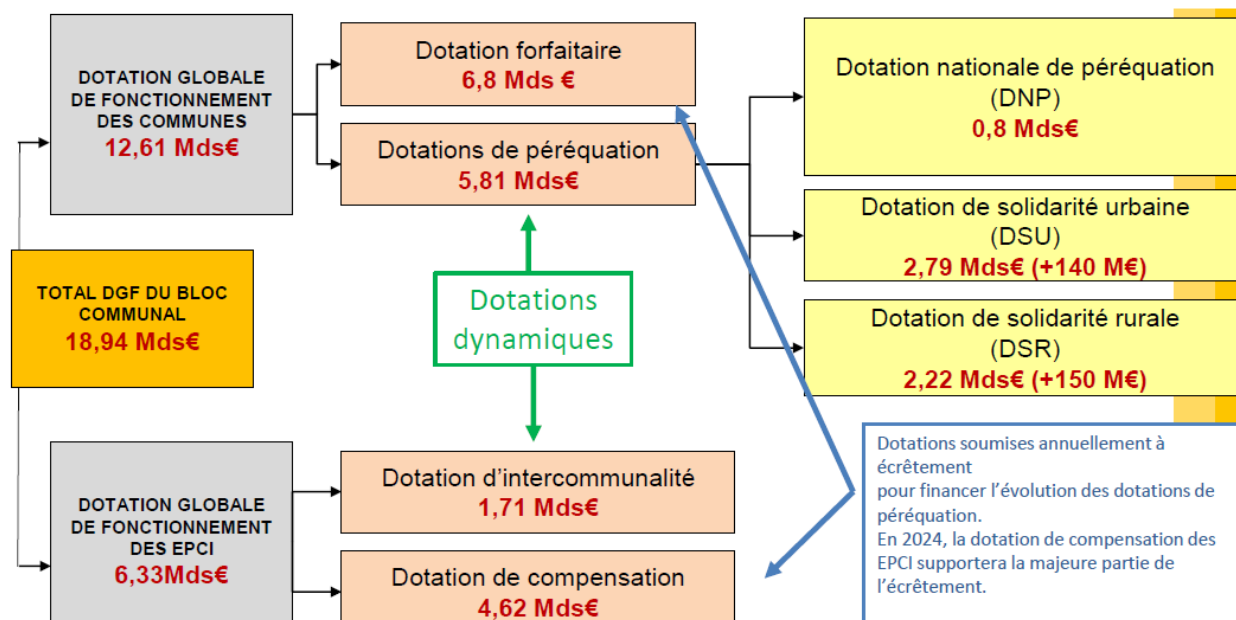 DOTATION GLOBALE
DE FONCTIONNEMENT
DES COMMUNES
12,61 Mds€
Dotation forfaitaire
6,8 Mds €
Dotations de péréquation
5,81 Mds€
Dotation nationale de péréquation
(DNP)
0,8 Mds€
Dotation de solidarité urbaine
(DSU)
2,79 Mds€ (+140 M€)
Dotation de solidarité rurale
(DSR)
2,22 Mds€ (+150 M€)
TOTAL DGF DU BLOC
COMMUNAL
18,94 Mds€
Dotations
dynamiques
DOTATION GLOBALE
DE FONCTIONNEMENT
DES EPCI
6,33Mds€
Dotation d’intercommunalité
1,71 Mds€
Dotation de compensation
4,62 Mds€
Dotations soumises annuellement à
écrêtement
pour financer l’évolution des dotations de
péréquation.
En 2024, la dotation de compensation des
EPCI supportera la majeure partie de
l’écrêtement.